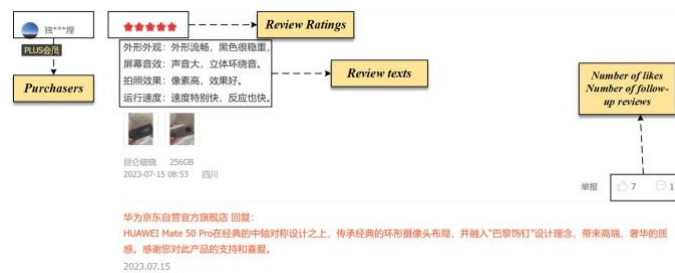 独***煌
PLUS会员
Purchasers
Review Ratings
外形外观：外形流畅，黑色很稳重，
屏幕音效：声音大，立体环绕音。
拍照效果：像素高，效果好。
运行速度：速度特别快，反应也快。
Review texts
Number of likes
Number of follow-
up reviews
昆仑破晓 256GB
2023-07-15 08:53 四川
举报 7 1
华为京东自营官方旗舰店 回复：
HUAWEI Mate 50 Pro在经典的中轴对称设计之上，传承经典的环形摄像头布局，并融入“巴黎饰钉”设计理念，带来高端、奢华的质
感。感谢您对此产品的支持和喜爱。
2023.07.15